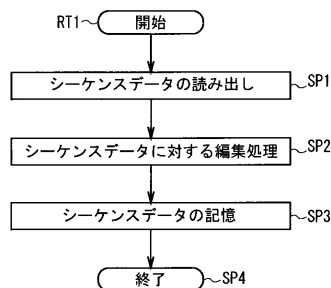 RT1 開始
シーケンスデータの読み出し SP1
シーケンスデータに対する編集処理 SP2
シーケンスデータの記憶 SP3
終了 SP4